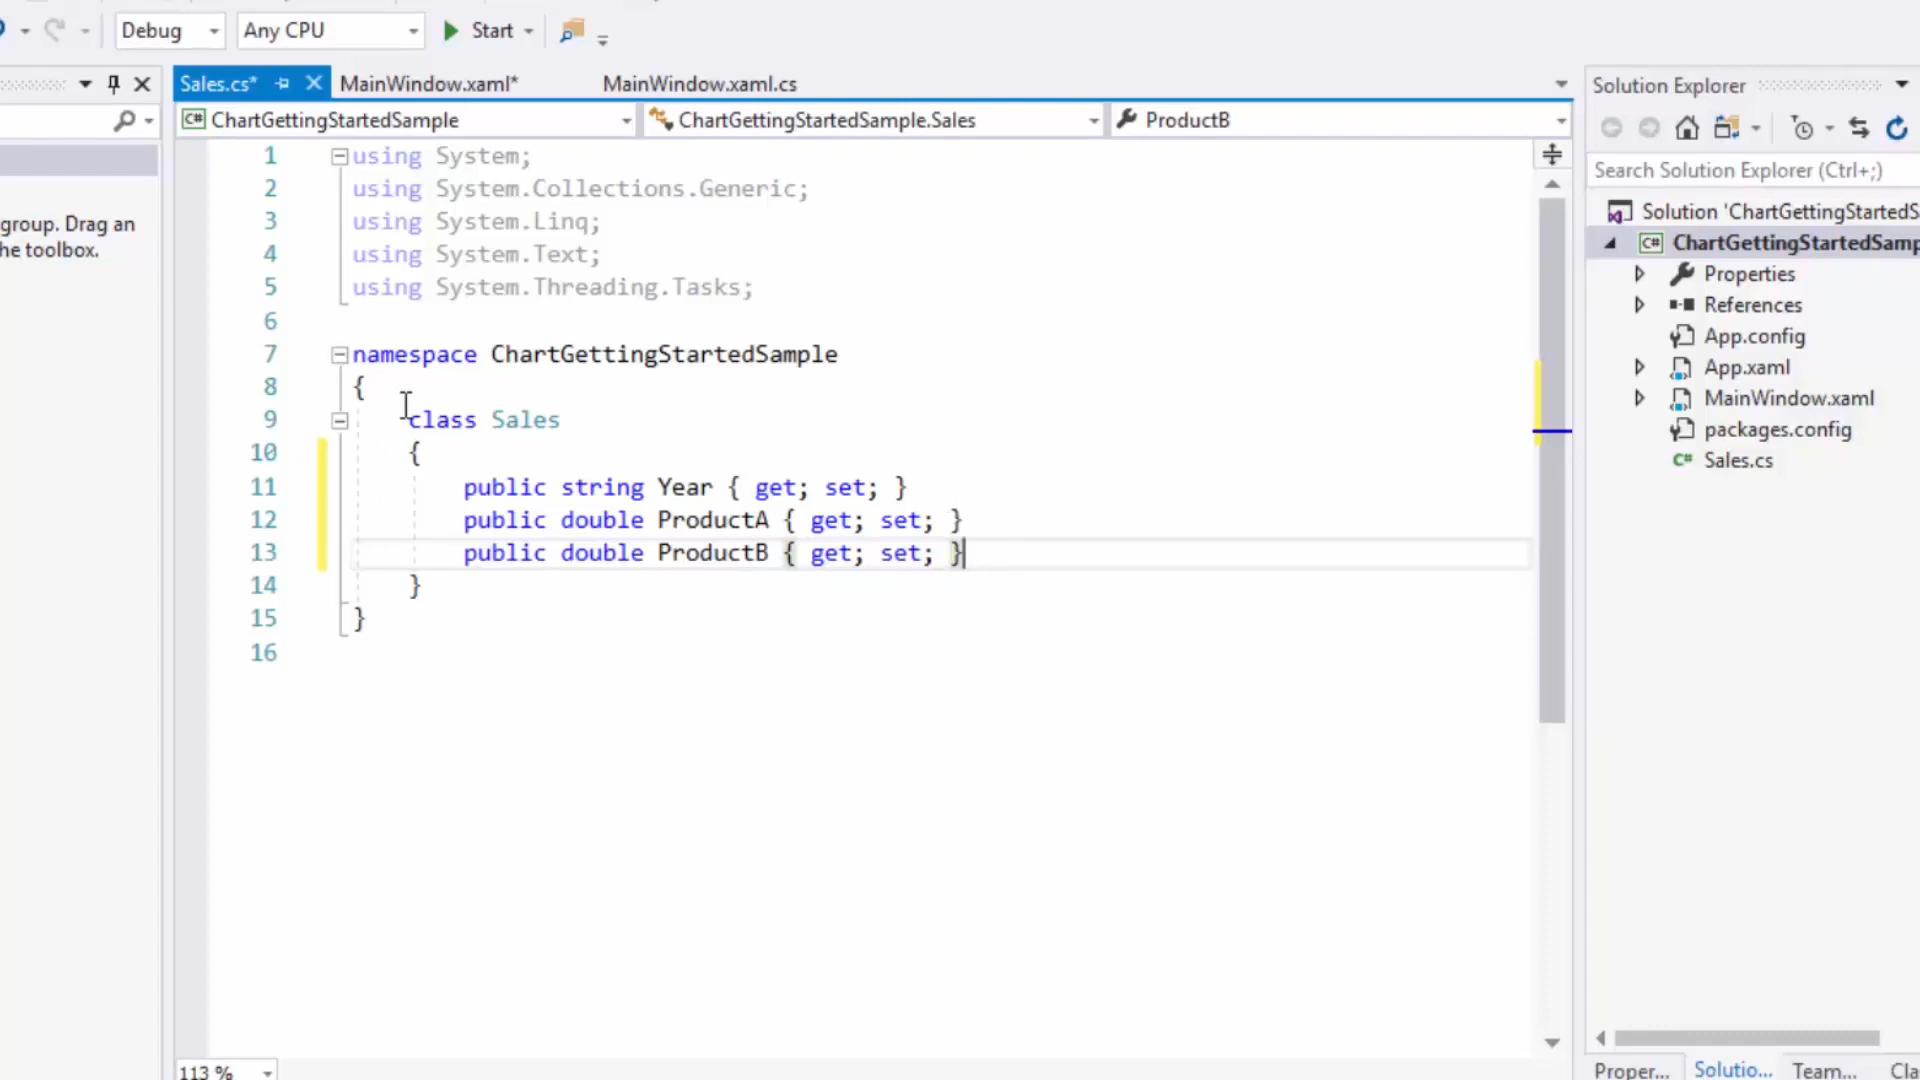 Debug
Any CPU
Start
Sales.cs*
MainWindow.xaml*
MainWindow.xaml.cs
ChartGettingStartedSample
ChartGettingStartedSample.Sales
ProductB
group. Drag an
he toolbox.
1 using System;
2 using System.Collections.Generic;
3 using System.Linq;
4 using System.Text;
5 using System.Threading.Tasks;
6
7 namespace ChartGettingStartedSample
8 {
9 class Sales
10 {
11 public string Year { get; set; }
12 public double ProductA { get; set; }
13 public double ProductB { get; set; }
14 }
15 }
16
113 %
Solution Explorer
Search Solution Explorer (Ctrl+;)
Solution 'ChartGettingStartedS
C# ChartGettingStartedSamp
Properties
References
App.config
App.xaml
MainWindow.xaml
packages.config
C# Sales.cs
Proper... Solutio... Team... Cla